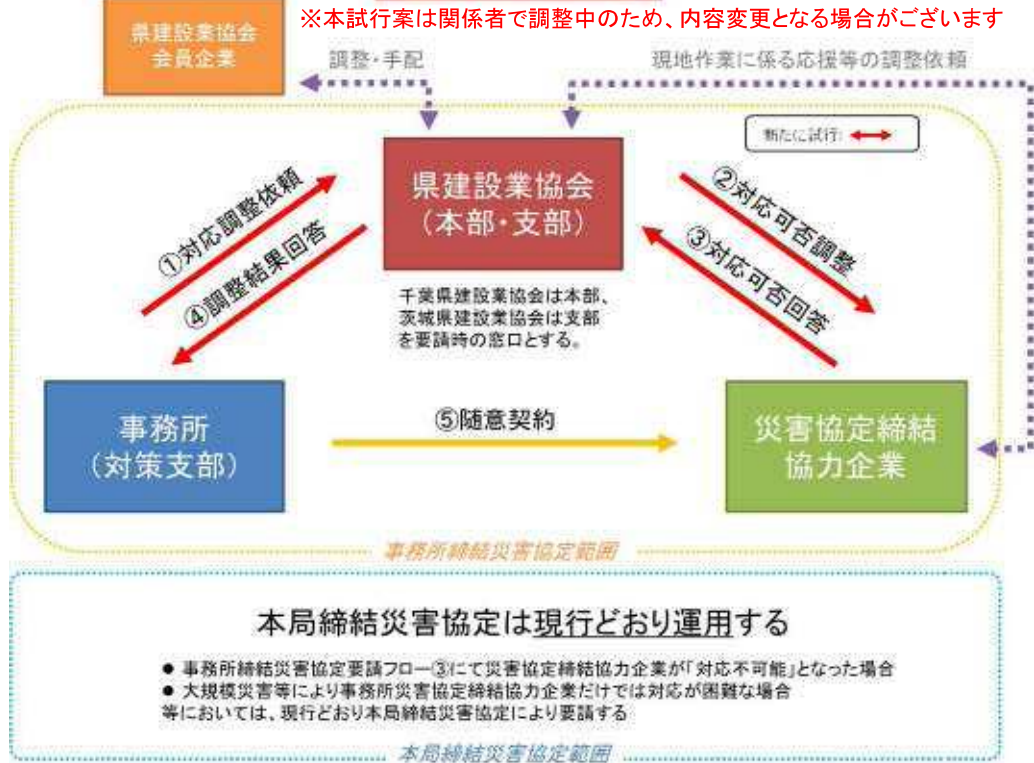 ※本試行案は関係者で調整中のため、内容変更となる場合がございます
県建設業協会
会員企業
調整・手配
現地作業に係る応援等の調整依頼
新たに試行:
県建設業協会
(本部・支部)
①対応調整依頼
④調整結果回答
②対応可否調整
③対応可否回答
千葉県建設業協会は本部、
茨城県建設業協会は支部
を要請時の窓口とする。
事務所
(対策支部)
⑤随意契約
災害協定締結
協力企業
事務所締結災害協定範囲
本局締結災害協定は現行どおり運用する
● 事務所締結災害協定要請フロー③にて災害協定締結協力企業が「対応不可能」となった場合
● 大規模災害等により事務所災害協定締結協力企業だけでは対応が困難な場合
等においては、現行どおり本局締結災害協定により要請する
本局締結災害協定範囲